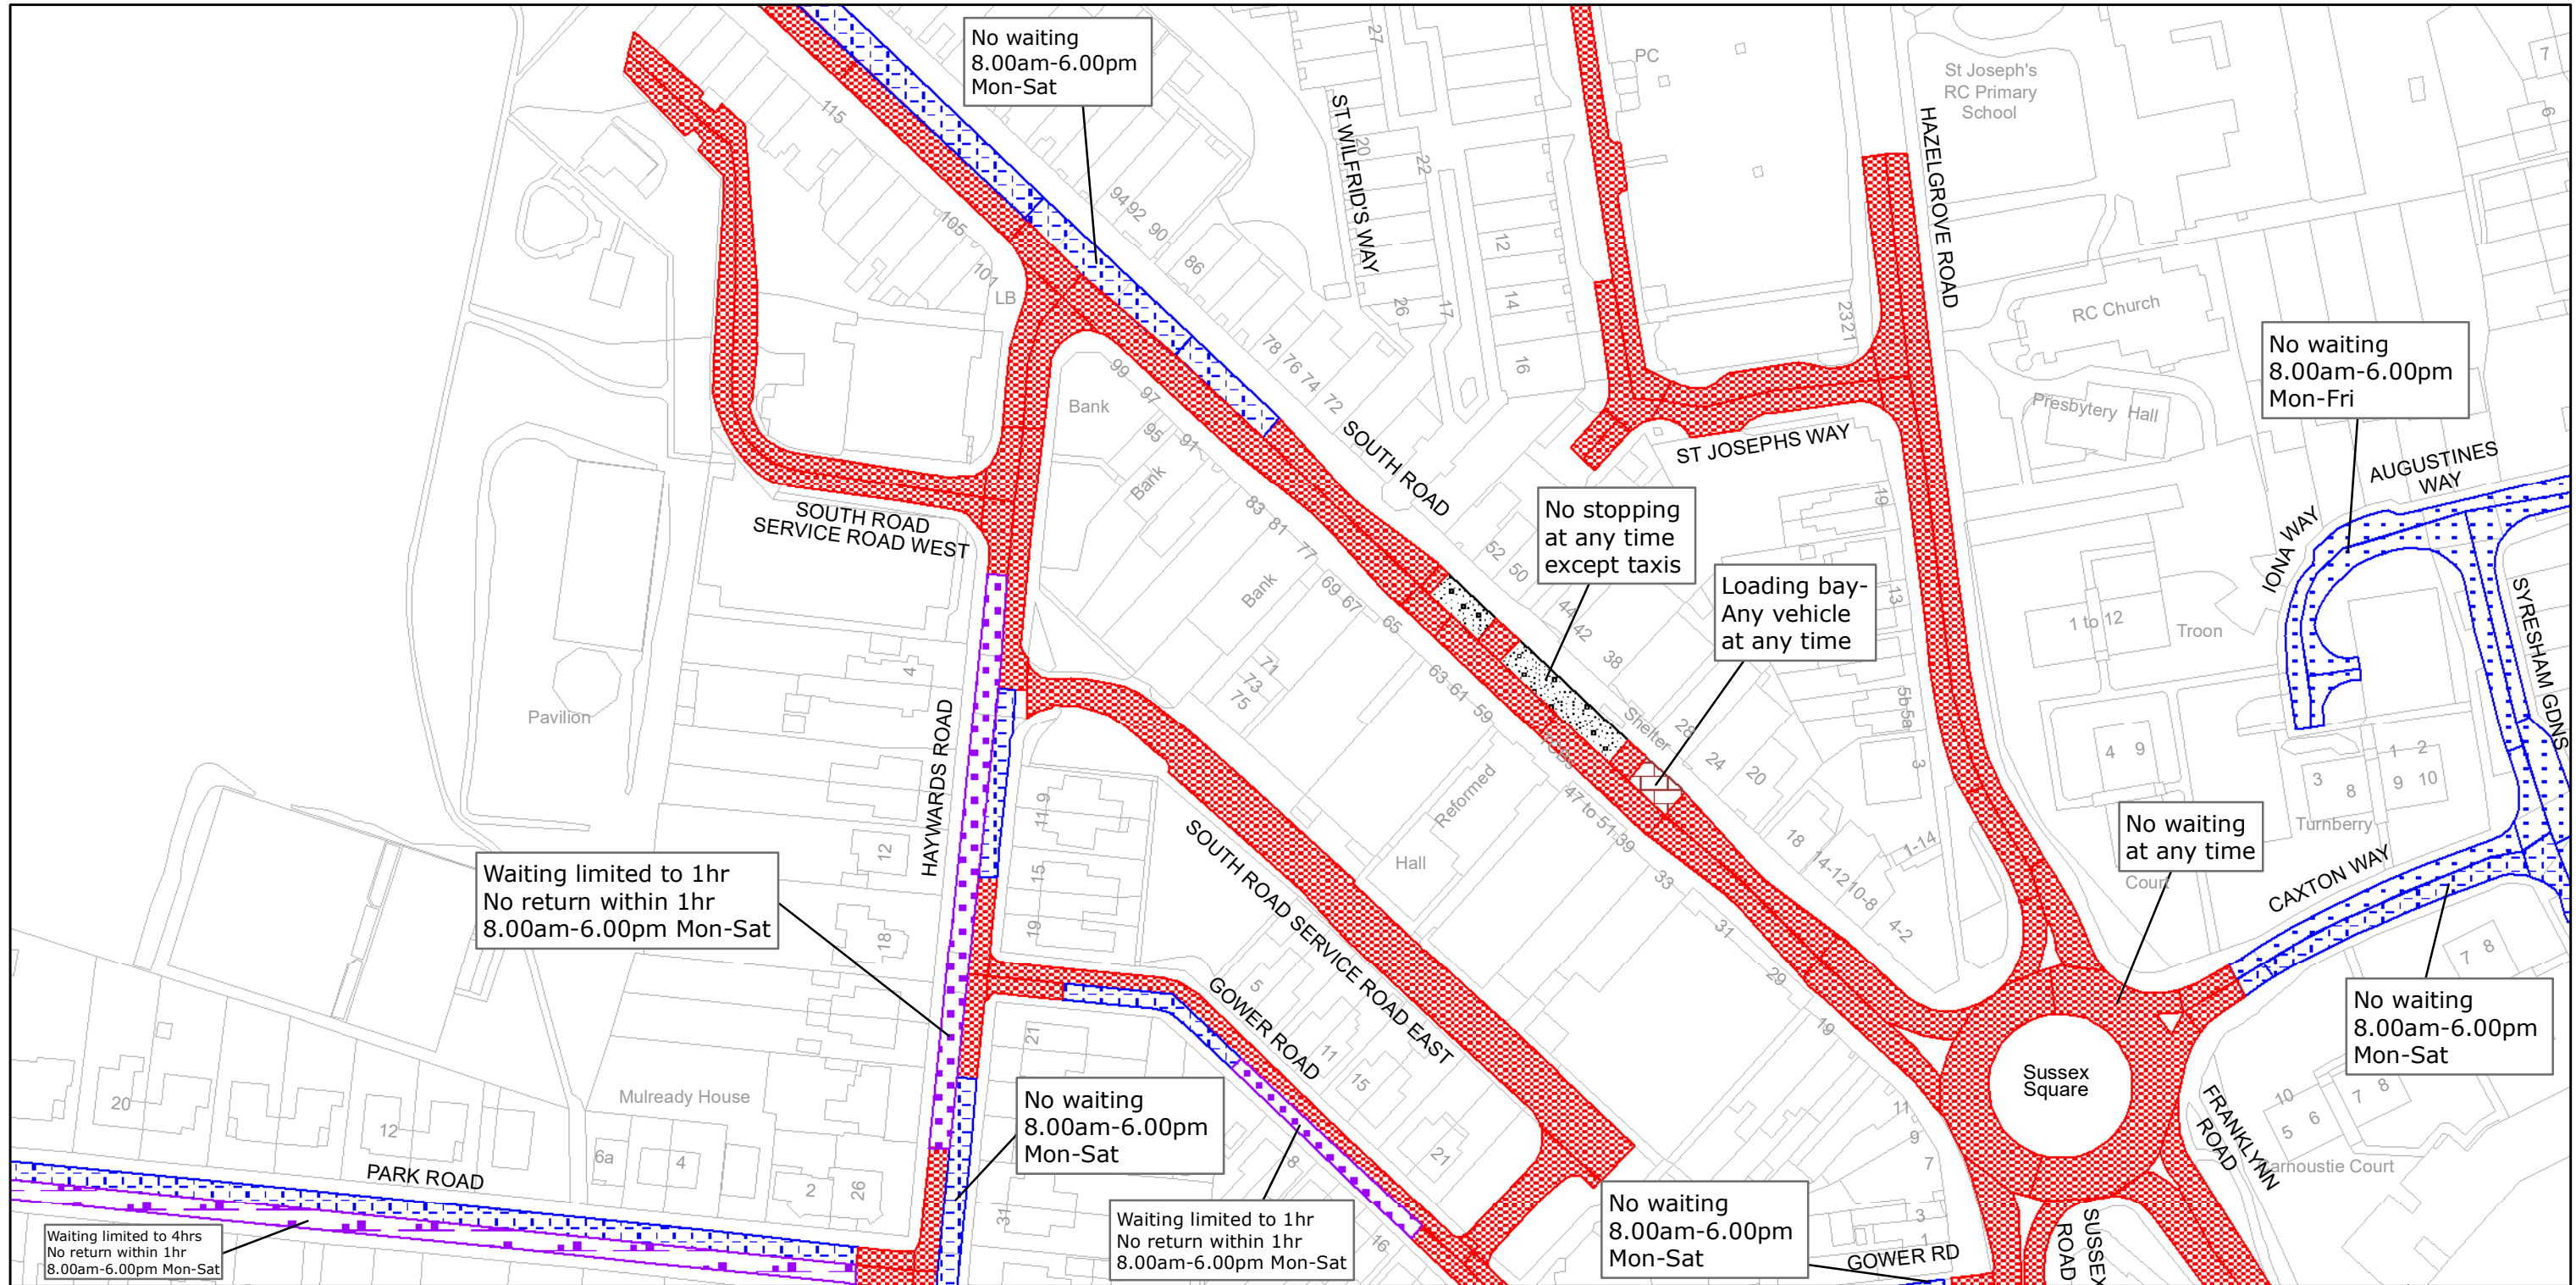 No waiting
8.00am-6.00pm
Mon-Sat
27
PC
St Joseph's
RC Primary
School
7
6
115
ST WILFRID'S WAY
20
22
HAZELGROVE ROAD
94 92 90
86
105
101
LB
12
14
16
26
17
2321
RC Church
Presbytery Hall
No waiting
8.00am-6.00pm
Mon-Fri
78 76 74 72
99 97 95 91
Bank
Bank
SOUTH ROAD
ST JOSEPHS WAY
AUGUSTINES
WAY
IONA WAY
SYRESHAM GDNS
SOUTH ROAD
SERVICE ROAD WEST
83 81 77 69 67 65
Bank
71
73
75
52 50
No stopping
at any time
except taxis
19
13
Loading bay-
Any vehicle
at any time
44 42 38
Shelter
28 24 20
5b 5a
3
1 to 12
Troon
4 9
1 2
3 8
9 10
Turnberry
Pavilion
4
HAYWARDS ROAD
63 64 59
47 to 51 39
33
31
29
19
Reformed
Hall
18
14-12 10-8
4-2
1-14
Court
No waiting
at any time
CAXTON WAY
7 8
No waiting
8.00am-6.00pm
Mon-Sat
Waiting limited to 1hr
No return within 1hr
8.00am-6.00pm Mon-Sat
12
18
11 9
15
19
SOUTH ROAD SERVICE ROAD EAST
GOWER ROAD
5
11
15
21
21
Sussex
Square
11
9
7
3
1
10
5 6
7 8
FRANKLYNN
ROAD
Carnoustie Court
Mulready House
20
12
6a
4
2
26
PARK ROAD
31
8
16
No waiting
8.00am-6.00pm
Mon-Sat
Waiting limited to 4hrs
No return within 1hr
8.00am-6.00pm Mon-Sat
Waiting limited to 1hr
No return within 1hr
8.00am-6.00pm Mon-Sat
No waiting
8.00am-6.00pm
Mon-Sat
GOWER RD
SUSSEX
ROAD